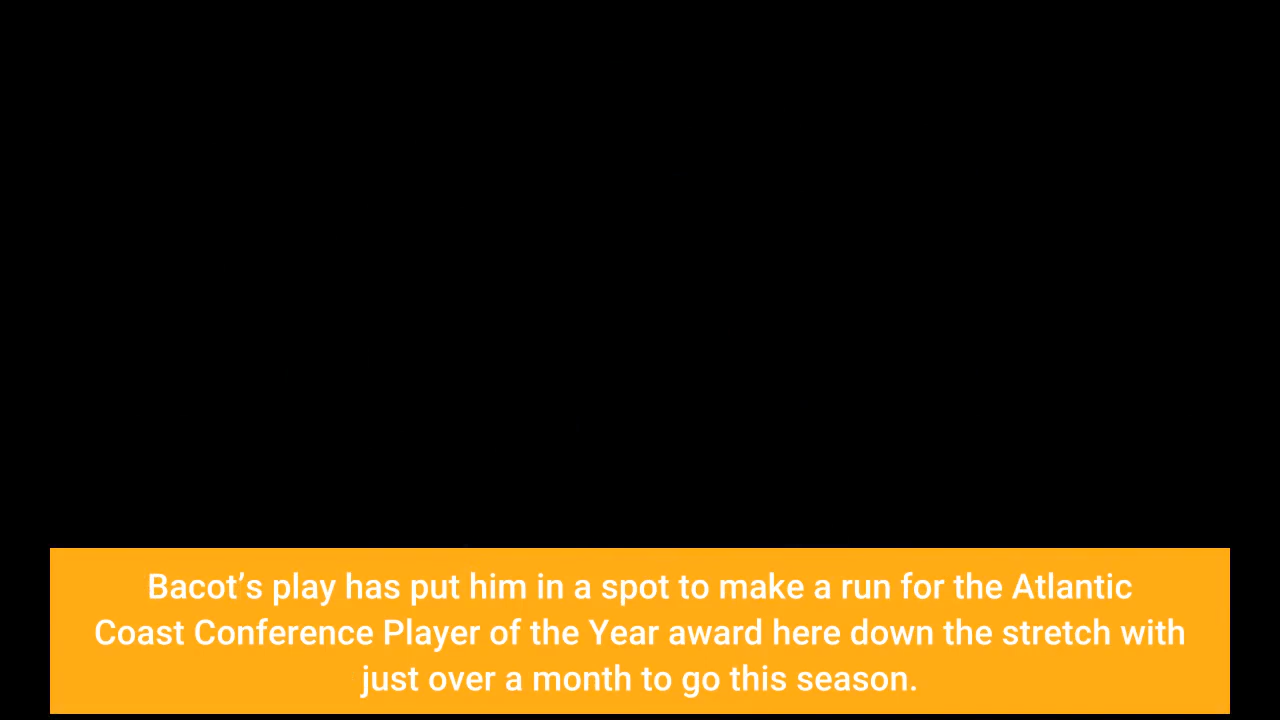 Bacot’s play has put him in a spot to make a run for the Atlantic
Coast Conference Player of the Year award here down the stretch with
just over a month to go this season.